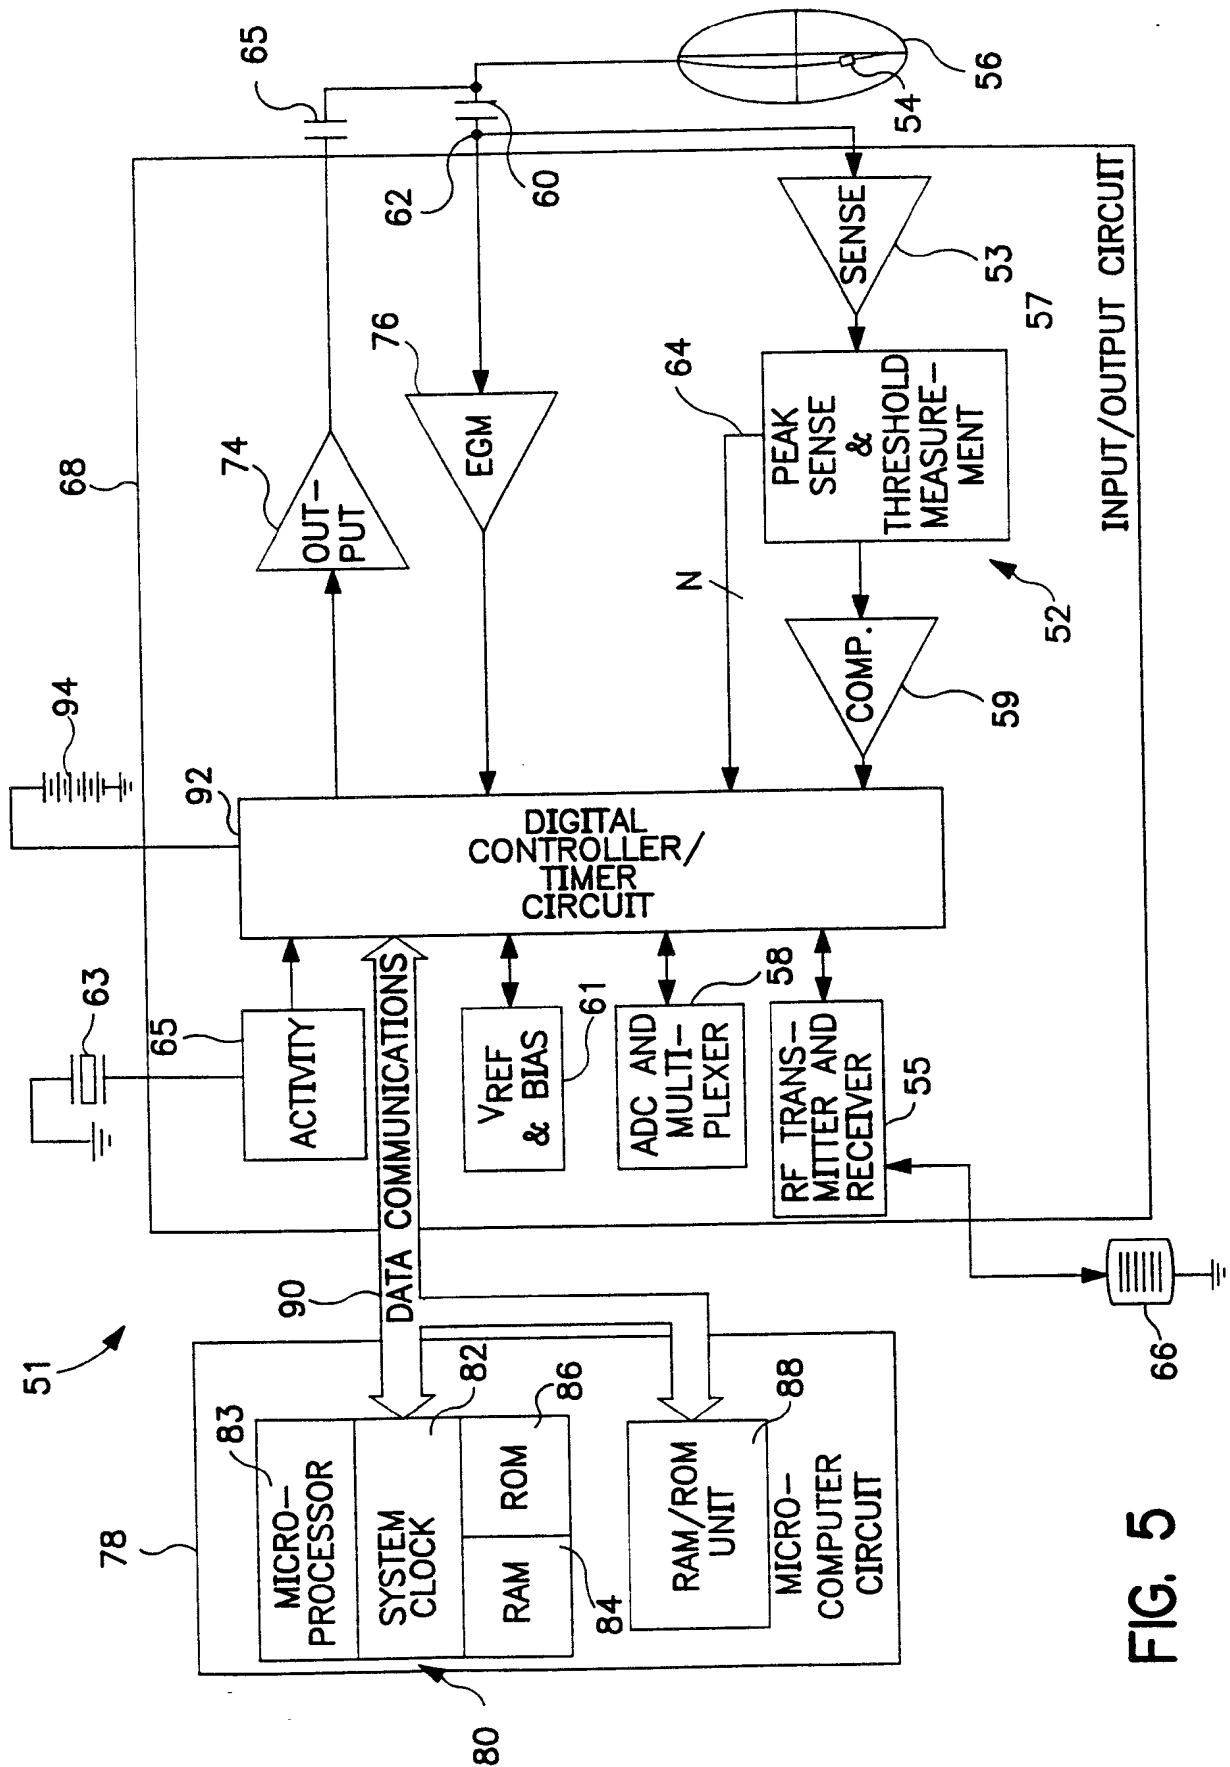 51
78
83
MICRO-
PROCESSOR
SYSTEM
CLOCK
82
RAM
ROM
84
86
80
RAM/ROM
UNIT
88
MICRO-
COMPUTER
CIRCUIT
90
DATA COMMUNICATIONS
63
65
ACTIVITY
VREF
& BIAS
61
ADC AND
MULTI-
PLEXER
58
RF TRANS-
MITTER AND
RECEIVER
55
66
94
92
DIGITAL
CONTROLLER/
TIMER
CIRCUIT
68
74
OUT-
PUT
76
EGM
65
62
60
56
54
N
64
PEAK
SENSE
&
THRESHOLD
MEASURE-
MENT
SENSE
53
57
COMP.
59
52
INPUT/OUTPUT CIRCUIT
FIG. 5